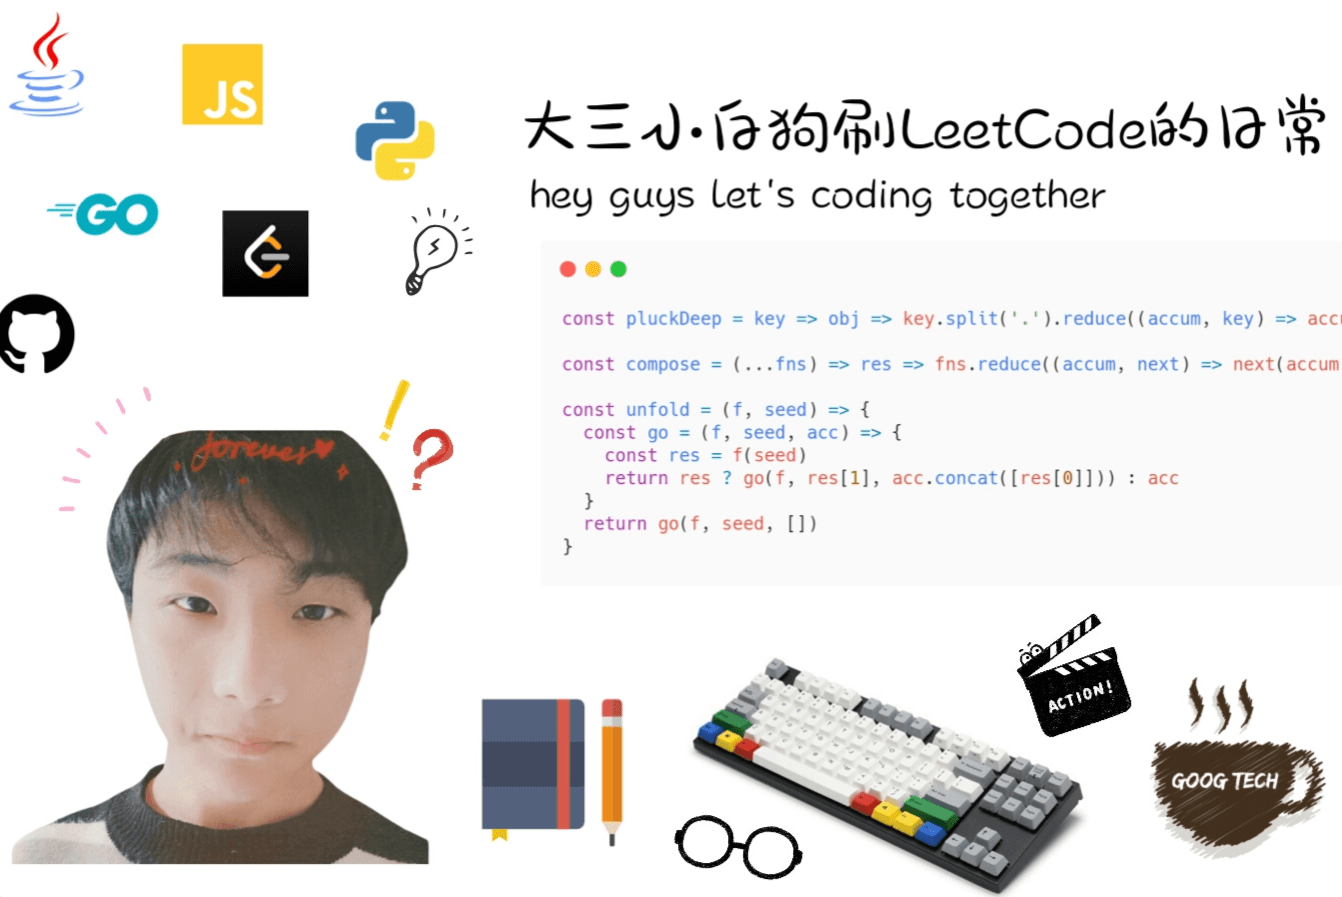 JS
GO
大三小白狗刷LeetCode的日常
hey guys let's coding together
const pluckDeep = key => obj => key.split('.').reduce((accum, key) => accu
const compose = (...fns) => res => fns.reduce((accum, next) => next(accum
const unfold = (f, seed) => {
const go = (f, seed, acc) => {
const res = f(seed)
return res ? go(f, res[1], acc.concat([res[0]])) : acc
}
return go(f, seed, [])
}
forever
ACTION!
GOOG TECH